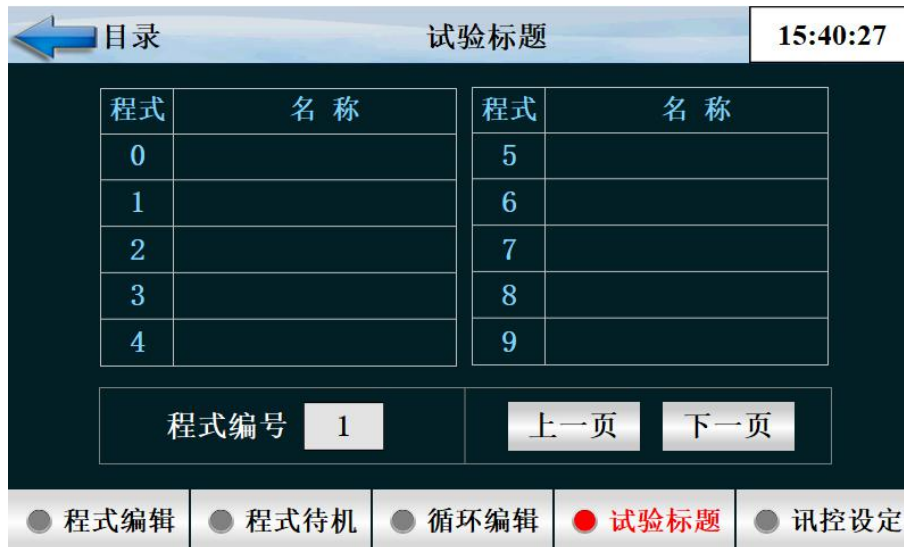 目录 试验标题 15:40:27
程式 名 称 程式 名 称
0 5
1 6
2 7
3 8
4 9
程式编号 1 上一页 下一页
程式编辑 程式待机 循环编辑 试验标题 讯控设定